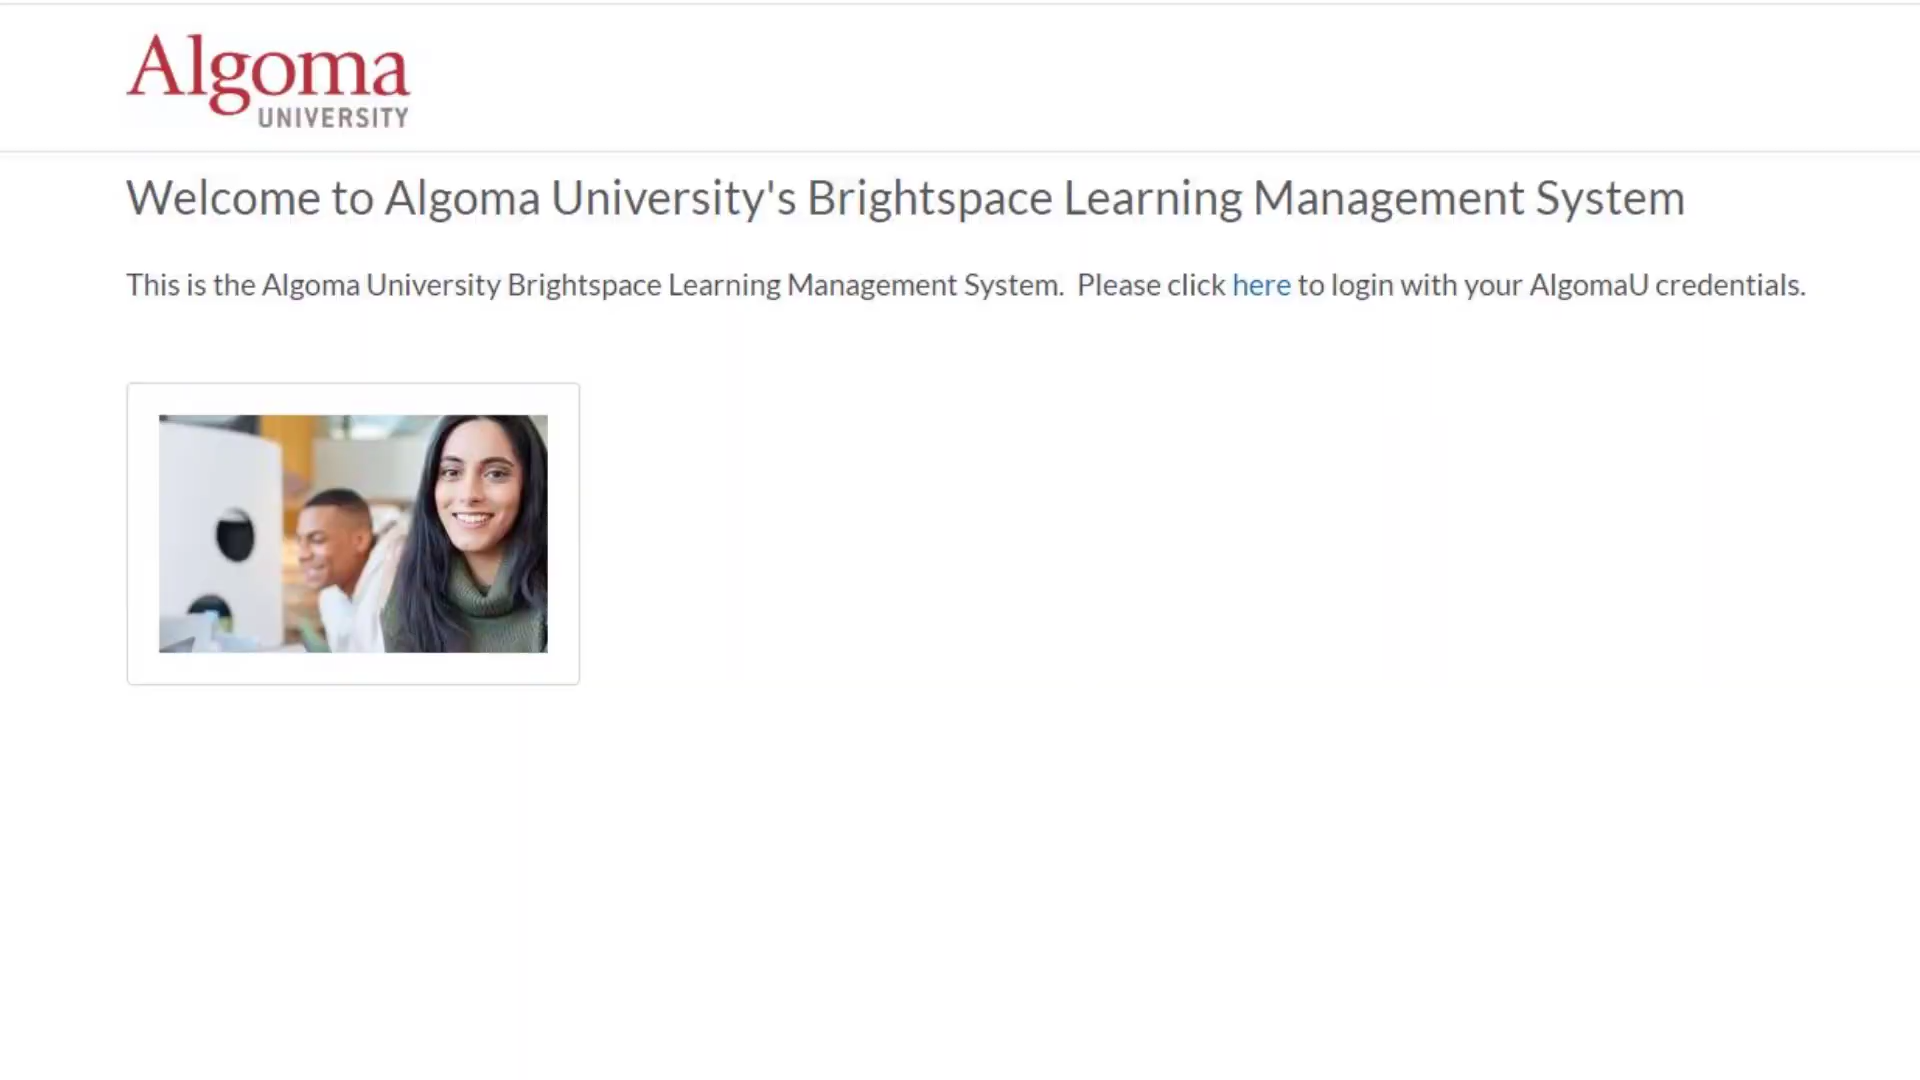 Algoma
UNIVERSITY
Welcome to Algoma University's Brightspace Learning Management System
This is the Algoma University Brightspace Learning Management System.  Please click here to login with your AlgomaU credentials.